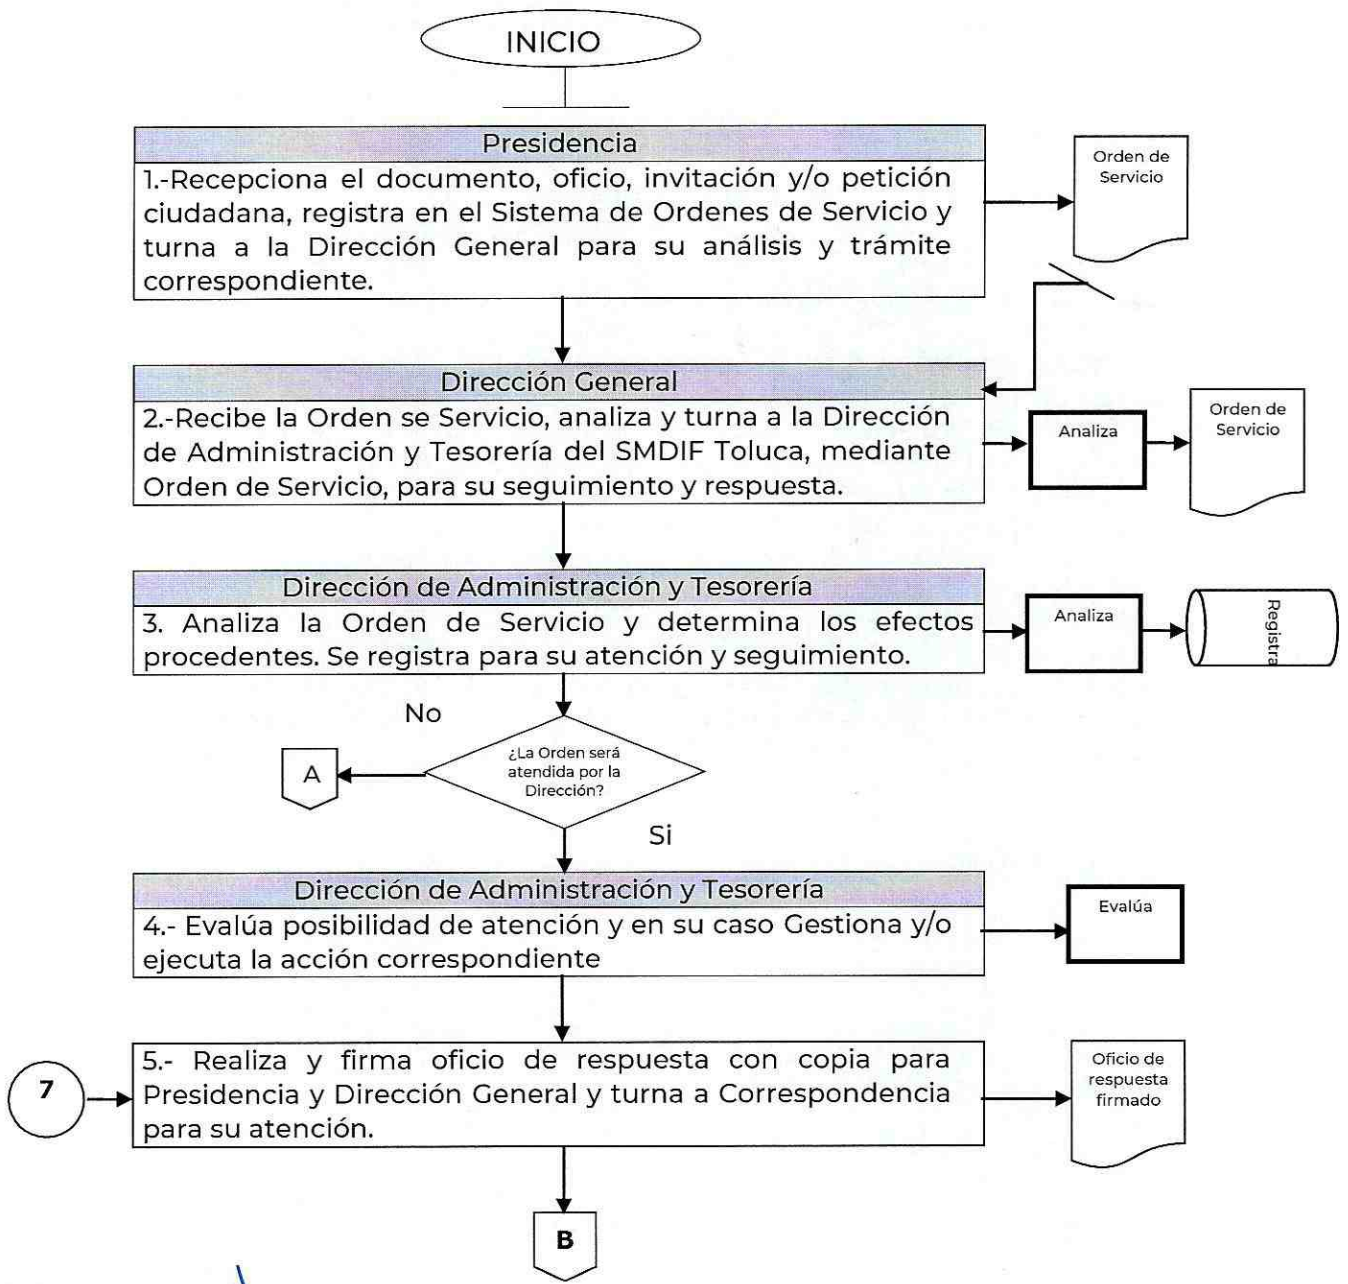 INICIO
Presidencia
1.-Recepciona el documento, oficio, invitación y/o petición
ciudadana, registra en el Sistema de Ordenes de Servicio y
turna a la Dirección General para su análisis y trámite
correspondiente.
Orden de
Servicio
Dirección General
2.-Recibe la Orden se Servicio, analiza y turna a la Dirección
de Administración y Tesorería del SMDIF Toluca, mediante
Orden de Servicio, para su seguimiento y respuesta.
Analiza
Orden de
Servicio
Dirección de Administración y Tesorería
3. Analiza la Orden de Servicio y determina los efectos
procedentes. Se registra para su atención y seguimiento.
Analiza
Registra
No
¿La Orden será
atendida por la
Dirección?
A
Si
Dirección de Administración y Tesorería
4.- Evalúa posibilidad de atención y en su caso Gestiona y/o
ejecuta la acción correspondiente
Evalúa
7
5.- Realiza y firma oficio de respuesta con copia para
Presidencia y Dirección General y turna a Correspondencia
para su atención.
Oficio de
respuesta
firmado
B